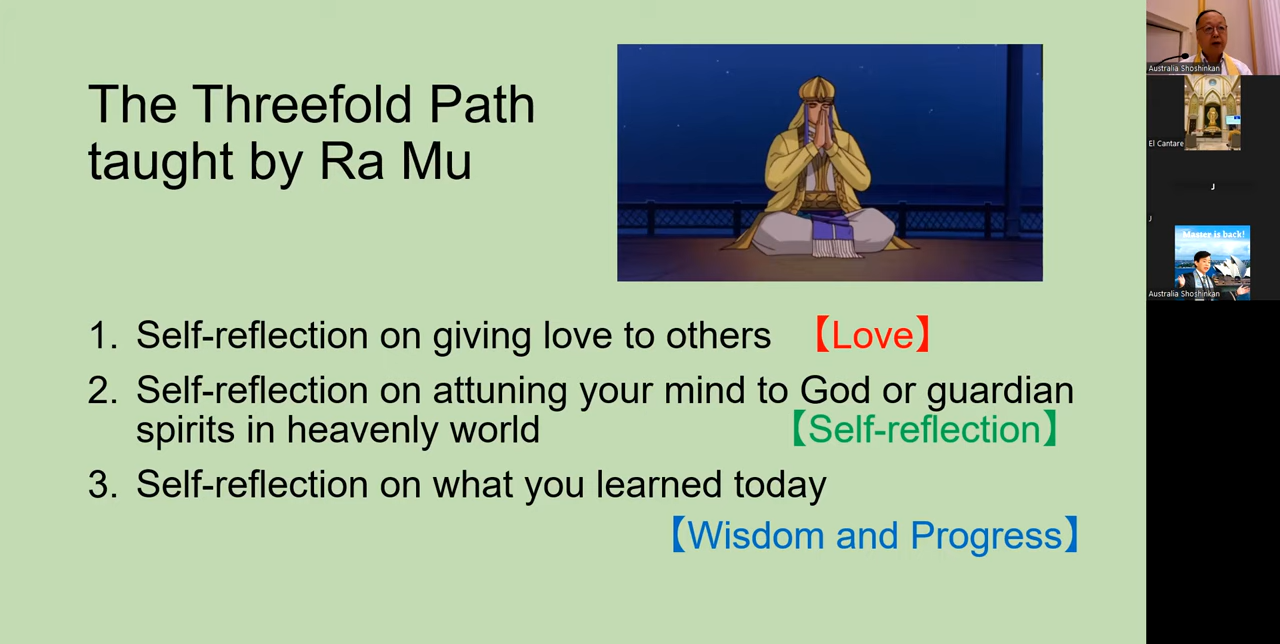 The Threefold Path
taught by Ra Mu
1. Self-reflection on giving love to others 【Love】
2. Self-reflection on attuning your mind to God or guardian
spirits in heavenly world 【Self-reflection】
3. Self-reflection on what you learned today
【Wisdom and Progress】
Australia Shoshinkan
El Cantare
J
J
Master is back!
Australia Shoshinkan